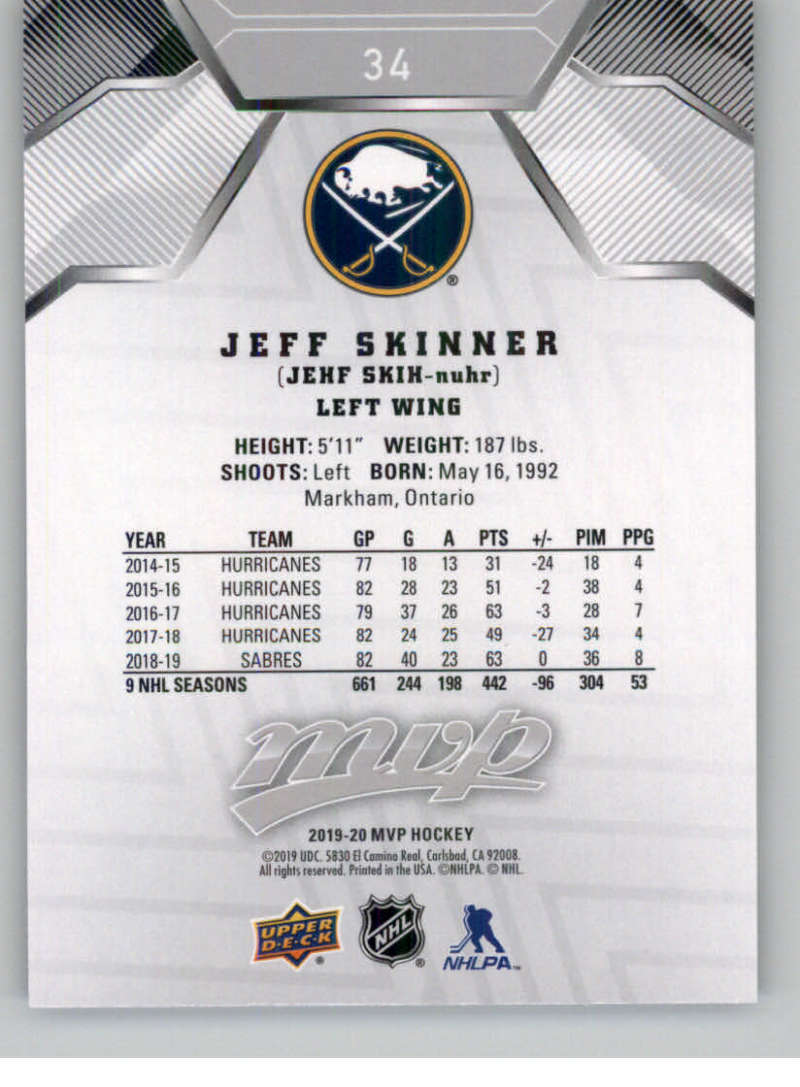 34
JEFF SKINNER
(JEHF SKIH-nuhr)
LEFT WING
HEIGHT: 5'11" WEIGHT: 187 lbs.
SHOOTS: Left BORN: May 16, 1992
Markham, Ontario
YEAR TEAM GP G A PTS +/- PIM PPG
2014-15 HURRICANES 77 18 13 31 -24 18 4
2015-16 HURRICANES 82 28 23 51 -2 38 4
2016-17 HURRICANES 79 37 26 63 -3 28 7
2017-18 HURRICANES 82 24 25 49 -27 34 4
2018-19 SABRES 82 40 23 63 0 36 8
9 NHL SEASONS 661 244 198 442 -96 304 53
mvp
2019-20 MVP HOCKEY
©2019 UDC. 5830 El Camino Real, Carlsbad, CA 92008.
All rights reserved. Printed in the USA. ©NHLPA. © NHL.
UPPER D·E·C·K ® NHL ® NHLPA™